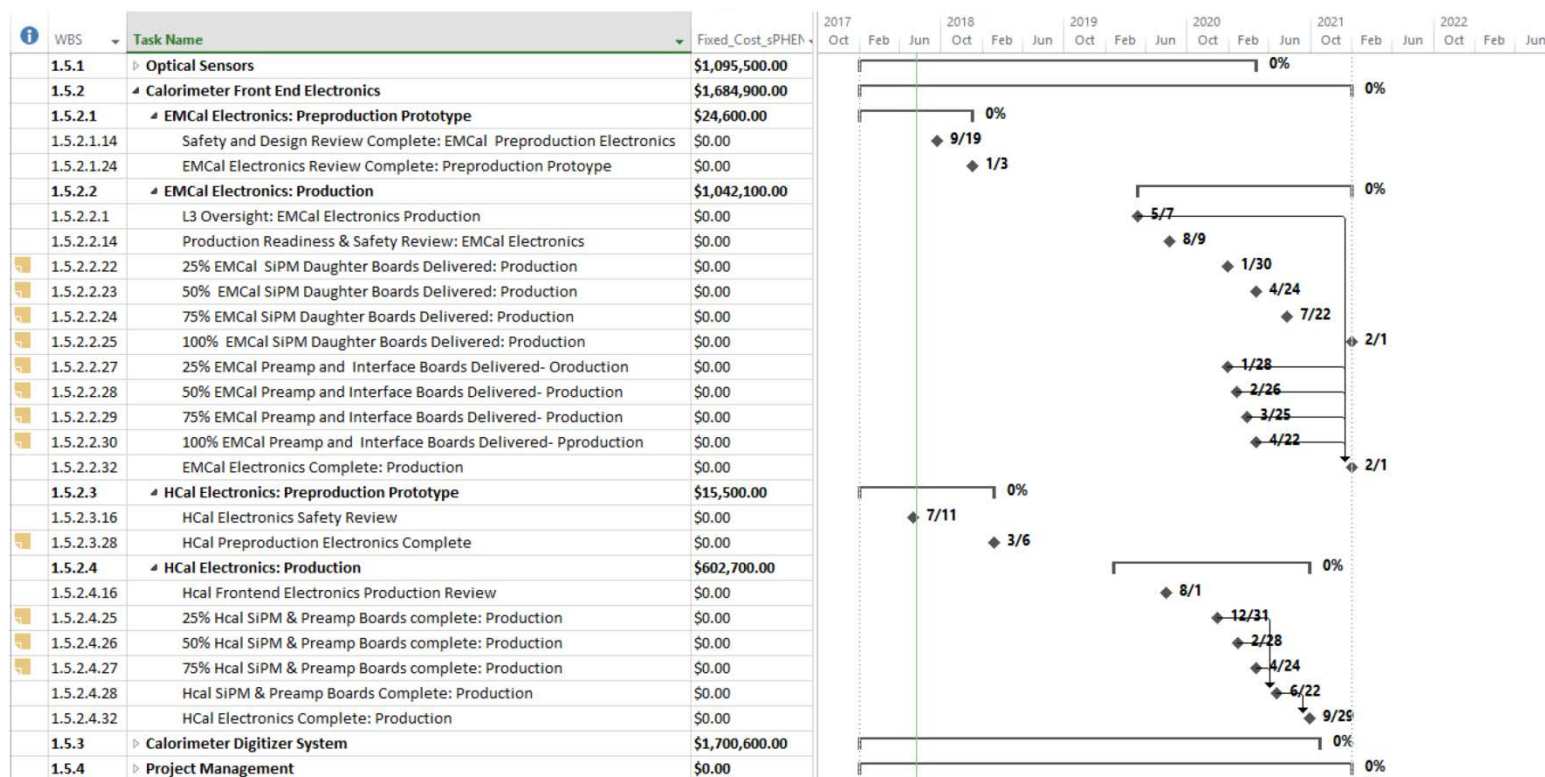 2017 2018 2019 2020 2021 2022
WBS Task Name Fixed_Cost_sPHEN Oct Feb Jun Oct Feb Jun Oct Feb Jun Oct Feb Jun Oct Feb Jun Oct Feb Jun
1.5.1 Optical Sensors $1,095,500.00 0%
1.5.2 Calorimeter Front End Electronics $1,684,900.00 0%
1.5.2.1 EMCal Electronics: Preproduction Prototype $24,600.00 0%
1.5.2.1.14 Safety and Design Review Complete: EMCal Preproduction Electronics $0.00 9/19
1.5.2.1.24 EMCal Electronics Review Complete: Preproduction Protoype $0.00 1/3
1.5.2.2 EMCal Electronics: Production $1,042,100.00 0%
1.5.2.2.1 L3 Oversight: EMCal Electronics Production $0.00 5/7
1.5.2.2.14 Production Readiness & Safety Review: EMCal Electronics $0.00 8/9
1.5.2.2.22 25% EMCal SiPM Daughter Boards Delivered: Production $0.00 1/30
1.5.2.2.23 50% EMCal SiPM Daughter Boards Delivered: Production $0.00 4/24
1.5.2.2.24 75% EMCal SiPM Daughter Boards Delivered: Production $0.00 7/22
1.5.2.2.25 100% EMCal SiPM Daughter Boards Delivered: Production $0.00 2/1
1.5.2.2.27 25% EMCal Preamp and Interface Boards Delivered- Oroduction $0.00 1/28
1.5.2.2.28 50% EMCal Preamp and Interface Boards Delivered- Production $0.00 2/26
1.5.2.2.29 75% EMCal Preamp and Interface Boards Delivered- Production $0.00 3/25
1.5.2.2.30 100% EMCal Preamp and Interface Boards Delivered- Pproduction $0.00 4/22
1.5.2.2.32 EMCal Electronics Complete: Production $0.00 2/1
1.5.2.3 HCal Electronics: Preproduction Prototype $15,500.00 0%
1.5.2.3.16 HCal Electronics Safety Review $0.00 7/11
1.5.2.3.28 HCal Preproduction Electronics Complete $0.00 3/6
1.5.2.4 HCal Electronics: Production $602,700.00 0%
1.5.2.4.16 Hcal Frontend Electronics Production Review $0.00 8/1
1.5.2.4.25 25% Hcal SiPM & Preamp Boards complete: Production $0.00 12/31
1.5.2.4.26 50% Hcal SiPM & Preamp Boards complete: Production $0.00 2/28
1.5.2.4.27 75% Hcal SiPM & Preamp Boards complete: Production $0.00 4/24
1.5.2.4.28 Hcal SiPM & Preamp Boards Complete: Production $0.00 6/22
1.5.2.4.32 HCal Electronics Complete: Production $0.00 9/29
1.5.3 Calorimeter Digitizer System $1,700,600.00 0%
1.5.4 Project Management $0.00 0%